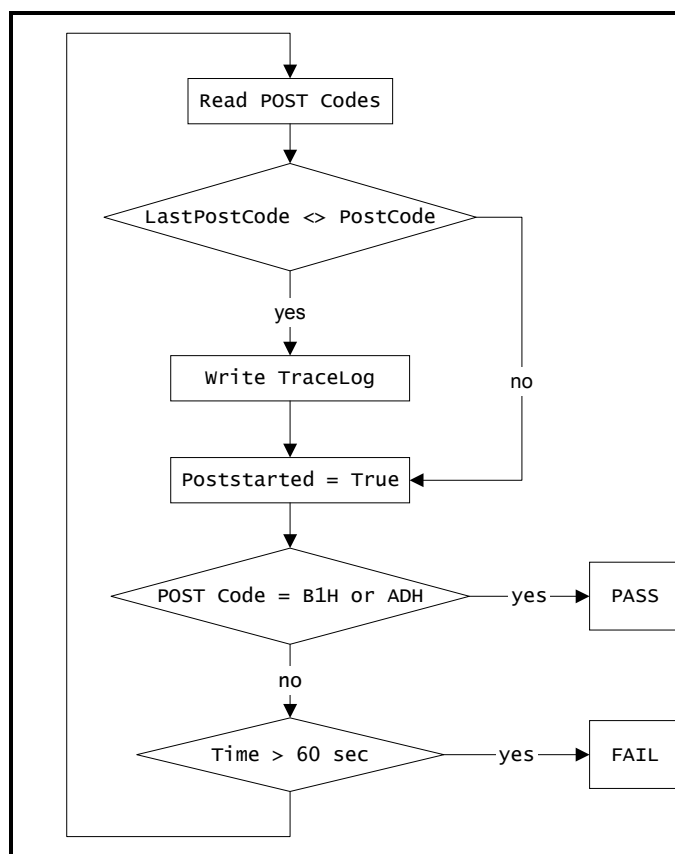 Read POST Codes
LastPostCode <> PostCode
yes
Write TraceLog
no
Poststarted = True
POST Code = B1H or ADH
yes
PASS
no
Time > 60 sec
yes
FAIL